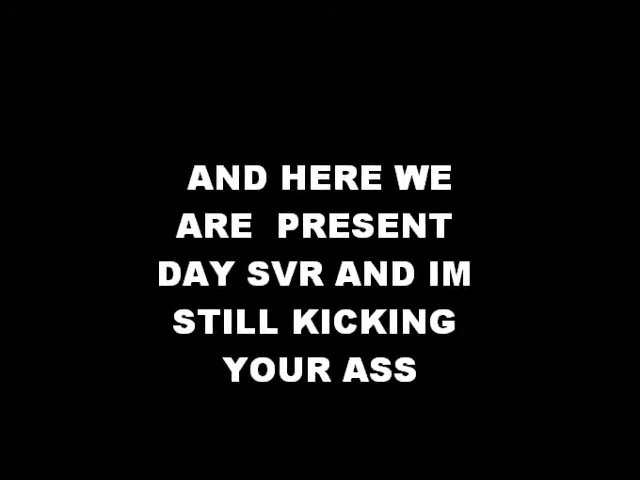 AND HERE WE
ARE  PRESENT
DAY SVR AND IM
STILL KICKING
YOUR ASS